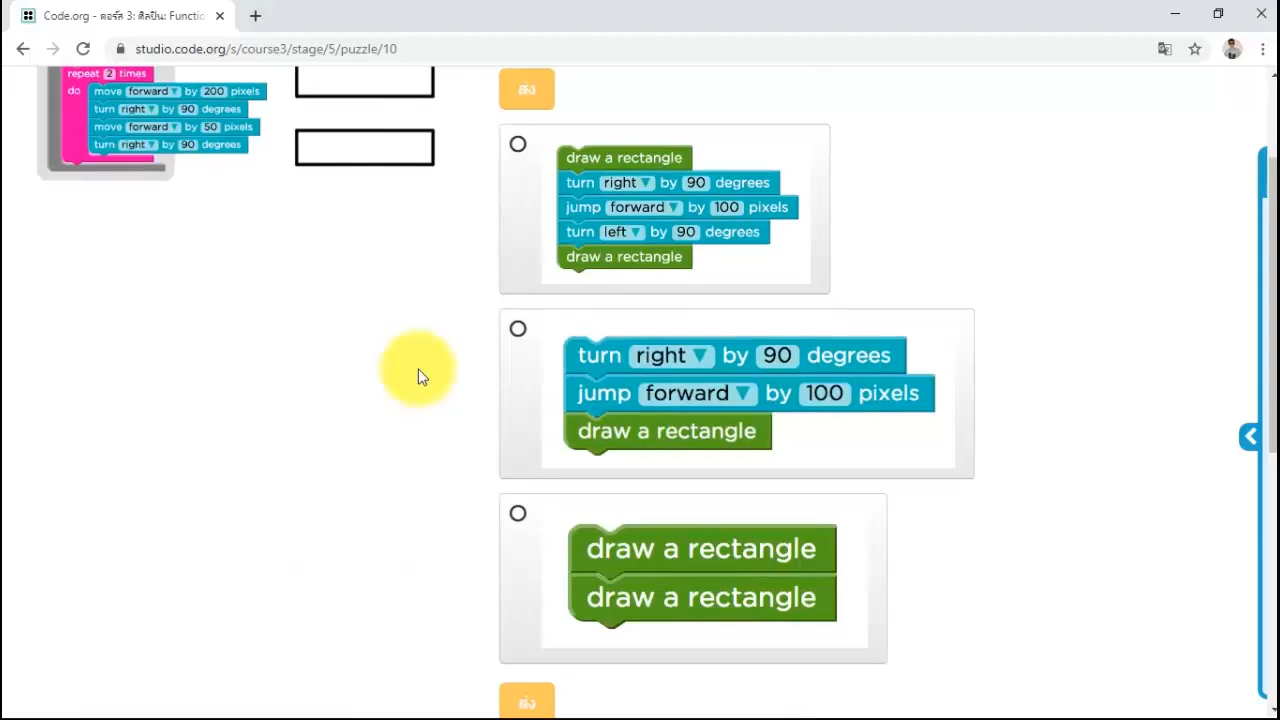 Code.org - คอร์ส 3: ศิลปิน: Functio
studio.code.org/s/course3/stage/5/puzzle/10
repeat 2 times
do move forward by 200 pixels
turn right by 90 degrees
move forward by 50 pixels
turn right by 90 degrees
ส่ง
draw a rectangle
turn right by 90 degrees
jump forward by 100 pixels
turn left by 90 degrees
draw a rectangle
turn right by 90 degrees
jump forward by 100 pixels
draw a rectangle
draw a rectangle
draw a rectangle
ส่ง